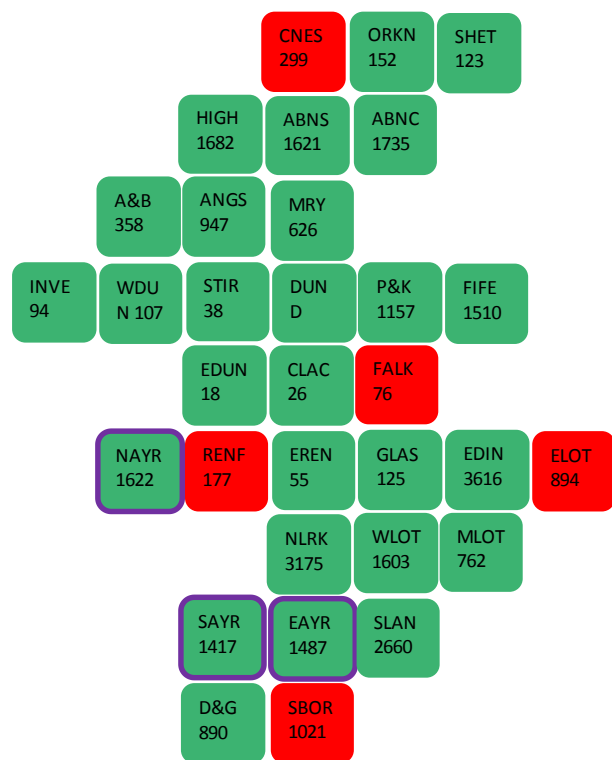 CNES
299
ORKN
152
SHET
123
HIGH
1682
ABNS
1621
ABNC
1735
A&B
358
ANGS
947
MRY
626
INVE
94
WDU
N 107
STIR
38
DUN
D
P&K
1157
FIFE
1510
EDUN
18
CLAC
26
FALK
76
NAYR
1622
RENF
177
EREN
55
GLAS
125
EDIN
3616
ELOT
894
NLRK
3175
WLOT
1603
MLOT
762
SAYR
1417
EAYR
1487
SLAN
2660
D&G
890
SBOR
1021